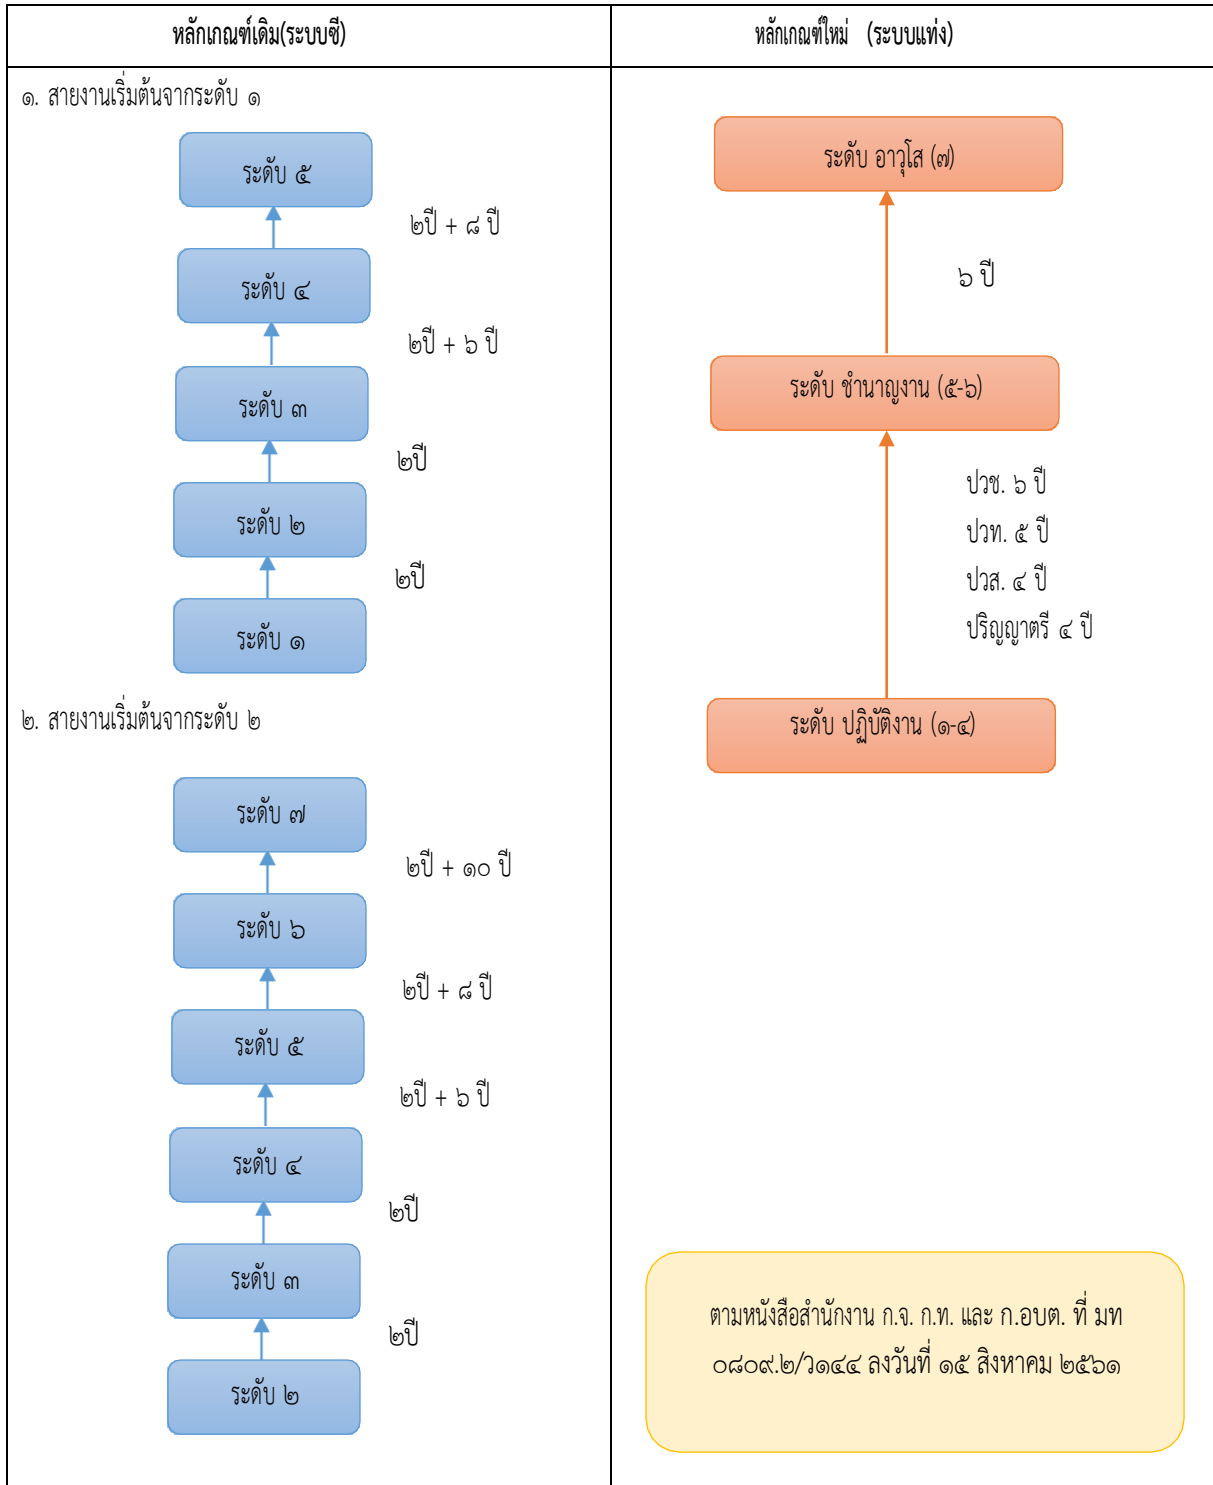 หลักเกณฑ์เดิม(ระบบซี)
๑. สายงานเริ่มต้นจากระดับ ๑
ระดับ ๕
๒ปี + ๘ ปี
ระดับ ๔
๒ปี + ๖ ปี
ระดับ ๓
๒ปี
ระดับ ๒
๒ปี
ระดับ ๑
๒. สายงานเริ่มต้นจากระดับ ๒
ระดับ ๗
๒ปี + ๑๐ ปี
ระดับ ๖
๒ปี + ๘ ปี
ระดับ ๕
๒ปี + ๖ ปี
ระดับ ๔
๒ปี
ระดับ ๓
๒ปี
ระดับ ๒
หลักเกณฑ์ใหม่ (ระบบแท่ง)
ระดับ อาวุโส (๗)
๖ ปี
ระดับ ชำนาญงาน (๕-๖)
ปวช. ๖ ปี
ปวท. ๕ ปี
ปวส. ๔ ปี
ปริญญาตรี ๔ ปี
ระดับ ปฏิบัติงาน (๑-๔)
ตามหนังสือสำนักงาน ก.จ. ก.ท. และ ก.อบต. ที่ มท
๐๘๐๙.๒/ว๑๔๔ ลงวันที่ ๑๕ สิงหาคม ๒๕๖๑